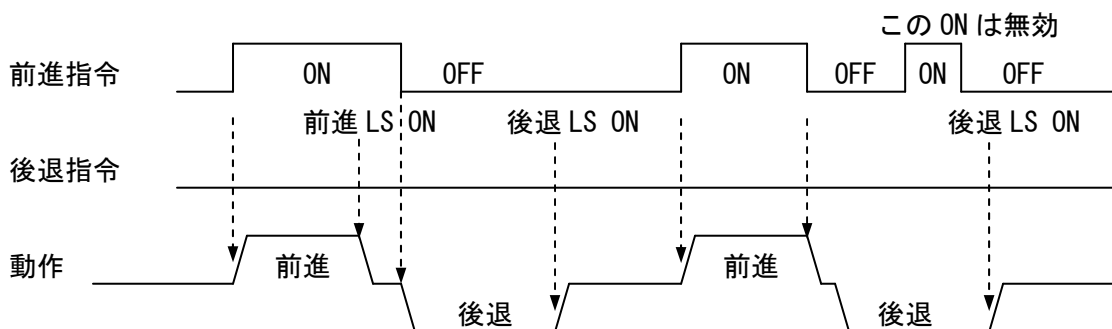 この ON は無効
前進指令 ON OFF ON OFF ON OFF
前進 LS ON 後退 LS ON 後退 LS ON
後退指令
動作 前進 前進
後退 後退